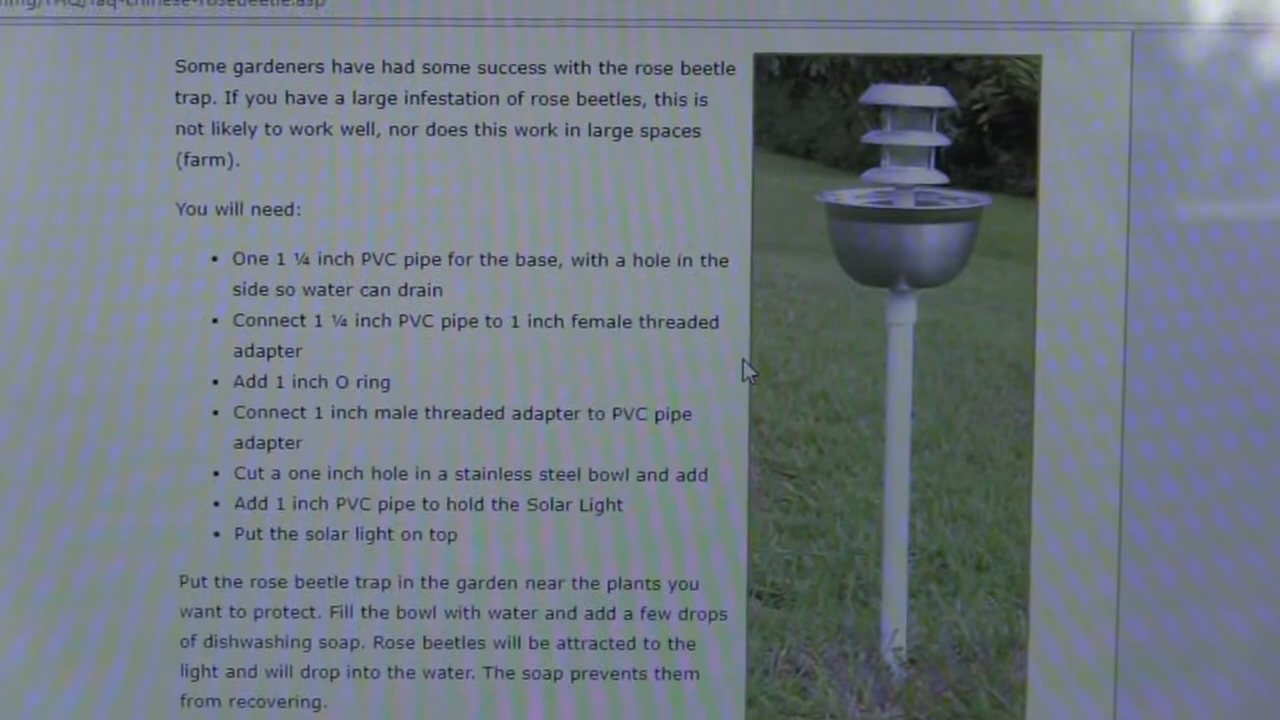 Some gardeners have had some success with the rose beetle
trap. If you have a large infestation of rose beetles, this is
not likely to work well, nor does this work in large spaces
(farm).
You will need:
• One 1 ¼ inch PVC pipe for the base, with a hole in the
side so water can drain
• Connect 1 ¼ inch PVC pipe to 1 inch female threaded
adapter
• Add 1 inch O ring
• Connect 1 inch male threaded adapter to PVC pipe
adapter
• Cut a one inch hole in a stainless steel bowl and add
• Add 1 inch PVC pipe to hold the Solar Light
• Put the solar light on top
Put the rose beetle trap in the garden near the plants you
want to protect. Fill the bowl with water and add a few drops
of dishwashing soap. Rose beetles will be attracted to the
light and will drop into the water. The soap prevents them
from recovering.